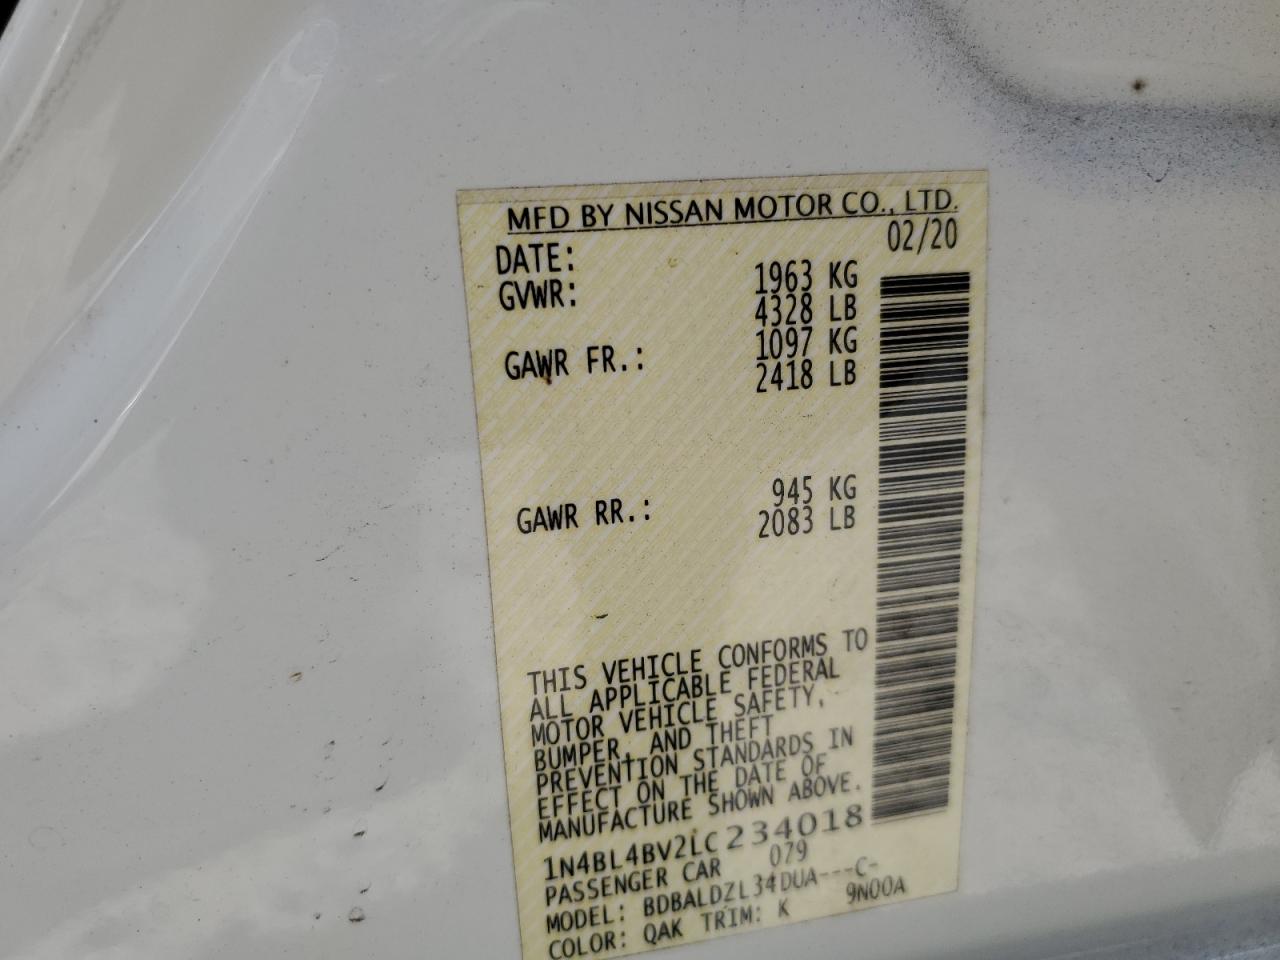 MFD BY NISSAN MOTOR CO., LTD.
DATE: 02/20
GVWR: 1963 KG
4328 LB
GAWR FR.: 1097 KG
2418 LB
GAWR RR.: 945 KG
2083 LB
THIS VEHICLE CONFORMS TO
ALL APPLICABLE FEDERAL
MOTOR VEHICLE SAFETY,
BUMPER, AND THEFT
PREVENTION STANDARDS IN
EFFECT ON THE DATE OF
MANUFACTURE SHOWN ABOVE.
1N4BL4BV2LC234018
PASSENGER CAR 079
MODEL: BDBALDZL34DUA---C-
COLOR: QAK TRIM: K 9N00A